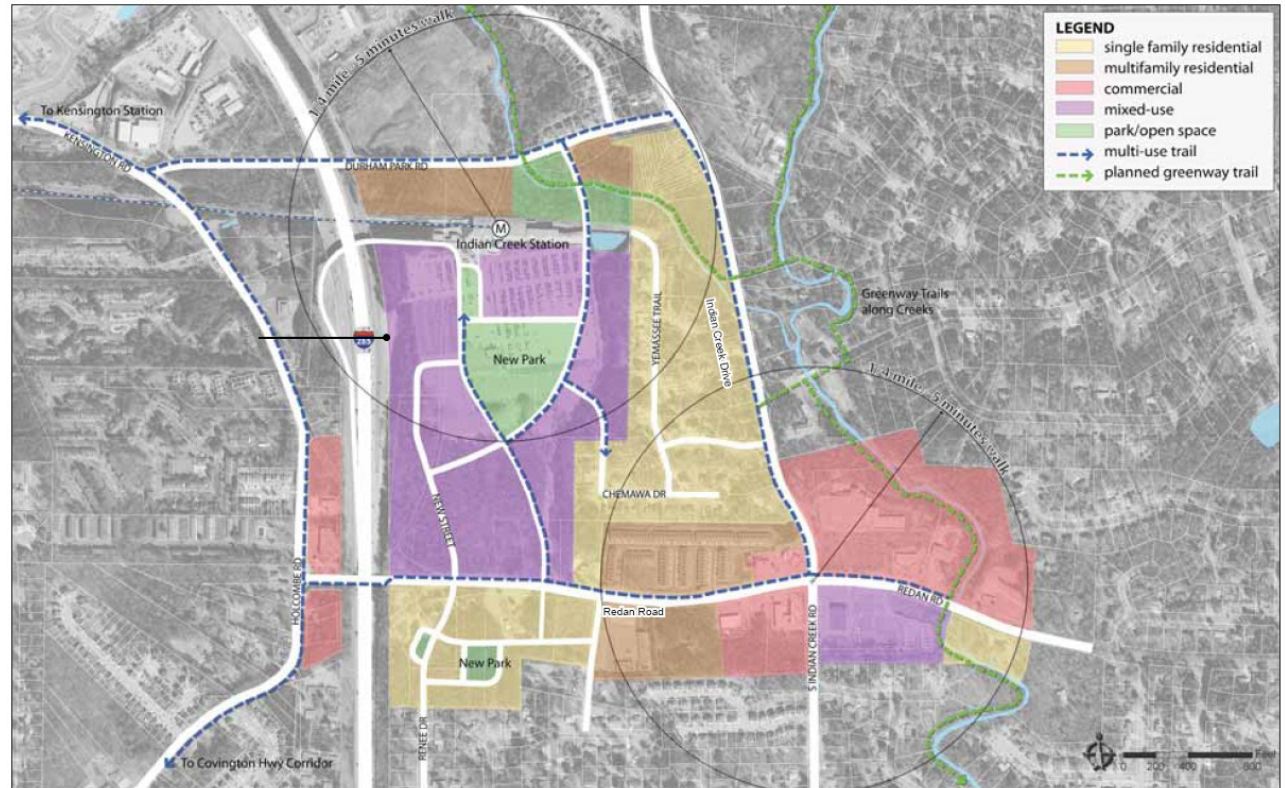 LEGEND
single family residential
multifamily residential
commercial
mixed-use
park/open space
multi-use trail
planned greenway trail
1/4 mile - 5 minutes walk
To Kensington Station
KENSINGTON RD
DURHAM PARK RD
M
Indian Creek Station
Greenway Trails
along Creeks
YEMASSEE TRAIL
Indian Creek Drive
285
New Park
1/4 mile - 5 minutes walk
CHEMAWA DR
NEW STREET
HOLCOMBE RD
REDAN RD
Redan Road
S INDIAN CREEK RD
New Park
RENEE DR
To Covington Hwy Corridor
0 200 400 800 Feet